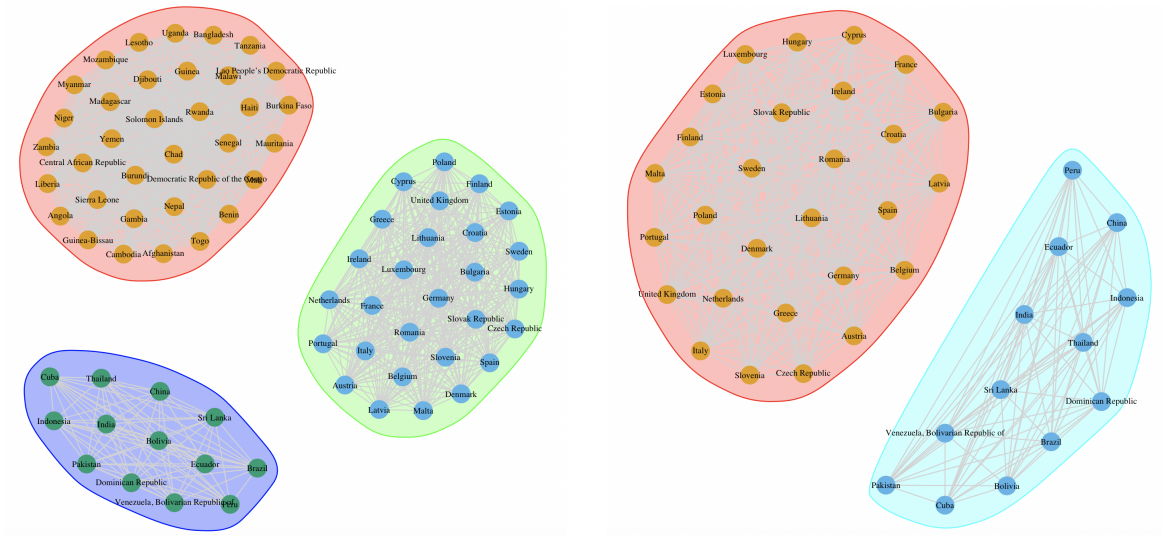 Uganda
Bangladesh
Lesotho
Tanzania
Mozambique
Guinea
Malawi
Lao People's Democratic Republic
Djibouti
Myanmar
Madagascar
Haiti
Burkina Faso
Niger
Solomon Islands
Rwanda
Yemen
Senegal
Mauritania
Zambia
Chad
Central African Republic
Burundi
Democratic Republic of the Congo
Liberia
Sierra Leone
Nepal
Angola
Gambia
Benin
Guinea-Bissau
Togo
Cambodia
Afghanistan
Poland
Cyprus
Finland
United Kingdom
Greece
Estonia
Lithuania
Croatia
Sweden
Ireland
Luxembourg
Bulgaria
Hungary
Netherlands
France
Germany
Slovak Republic
Czech Republic
Romania
Portugal
Italy
Slovenia
Spain
Austria
Belgium
Denmark
Latvia
Malta
Cuba
Thailand
China
Indonesia
India
Sri Lanka
Bolivia
Pakistan
Ecuador
Brazil
Dominican Republic
Venezuela, Bolivarian Republic of
Peru
Cyprus
Hungary
Luxembourg
France
Estonia
Ireland
Slovak Republic
Bulgaria
Finland
Croatia
Romania
Malta
Sweden
Latvia
Poland
Lithuania
Spain
Portugal
Denmark
Germany
Belgium
United Kingdom
Netherlands
Greece
Austria
Italy
Slovenia
Czech Republic
Peru
China
Ecuador
Indonesia
India
Thailand
Sri Lanka
Dominican Republic
Venezuela, Bolivarian Republic of
Brazil
Pakistan
Bolivia
Cuba